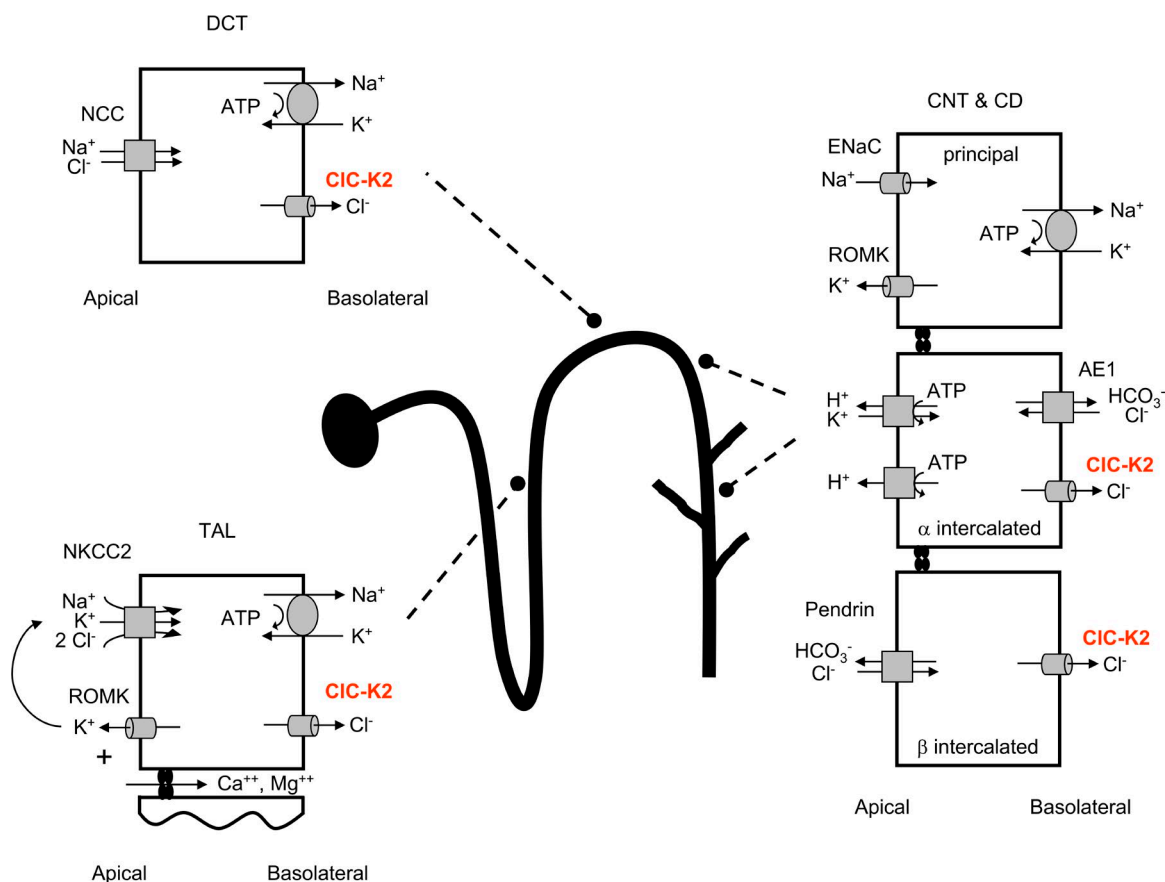 DCT
NCC
Na⁺
Cl⁻
ATP
Na⁺
K⁺
ClC-K2
Cl⁻
Apical
Basolateral
TAL
NKCC2
Na⁺
K⁺
2 Cl⁻
ROMK
K⁺
+
ATP
Na⁺
K⁺
ClC-K2
Cl⁻
Ca⁺⁺, Mg⁺⁺
Apical
Basolateral
CNT & CD
ENaC
principal
Na⁺
ATP
Na⁺
K⁺
ROMK
K⁺
AE1
H⁺
K⁺
ATP
HCO₃⁻
Cl⁻
H⁺
ATP
ClC-K2
Cl⁻
α intercalated
Pendrin
HCO₃⁻
Cl⁻
ClC-K2
Cl⁻
β intercalated
Apical
Basolateral